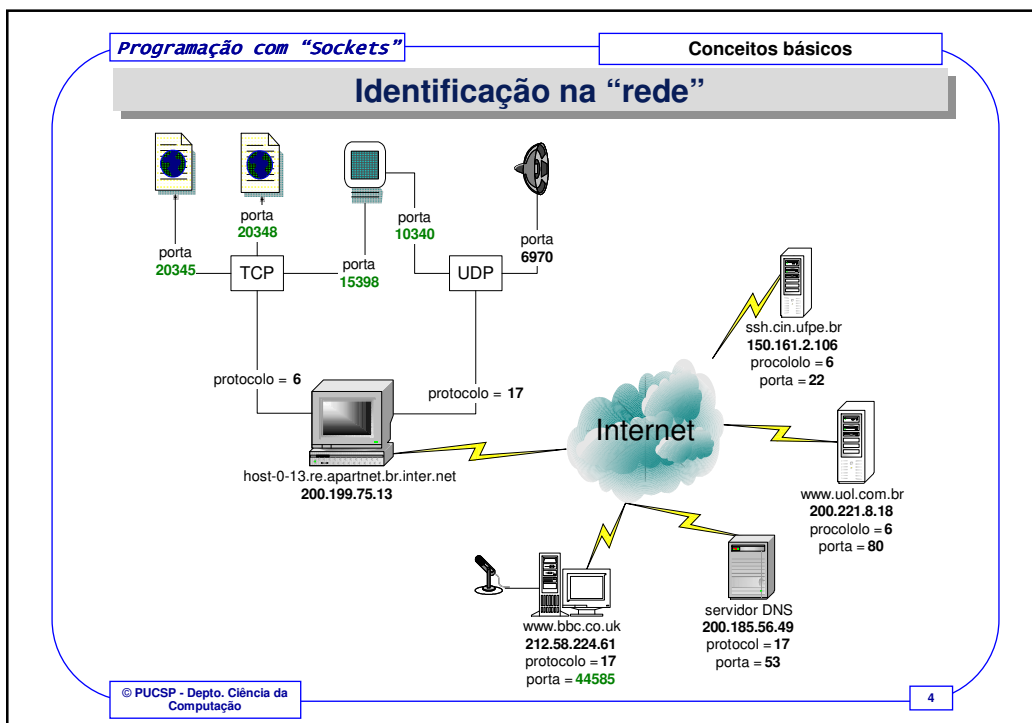 Programação com “Sockets”
Conceitos básicos
Identificação na “rede”
porta
20345
porta
20348
porta
15398
porta
10340
porta
6970
TCP
UDP
protocolo = 6
protocolo = 17
host-0-13.re.apartnet.br.inter.net
200.199.75.13
Internet
ssh.cin.ufpe.br
150.161.2.106
procololo = 6
porta = 22
www.uol.com.br
200.221.8.18
procololo = 6
porta = 80
servidor DNS
200.185.56.49
protocol = 17
porta = 53
www.bbc.co.uk
212.58.224.61
protocolo = 17
porta = 44585
© PUCSP - Depto. Ciência da
Computação
4